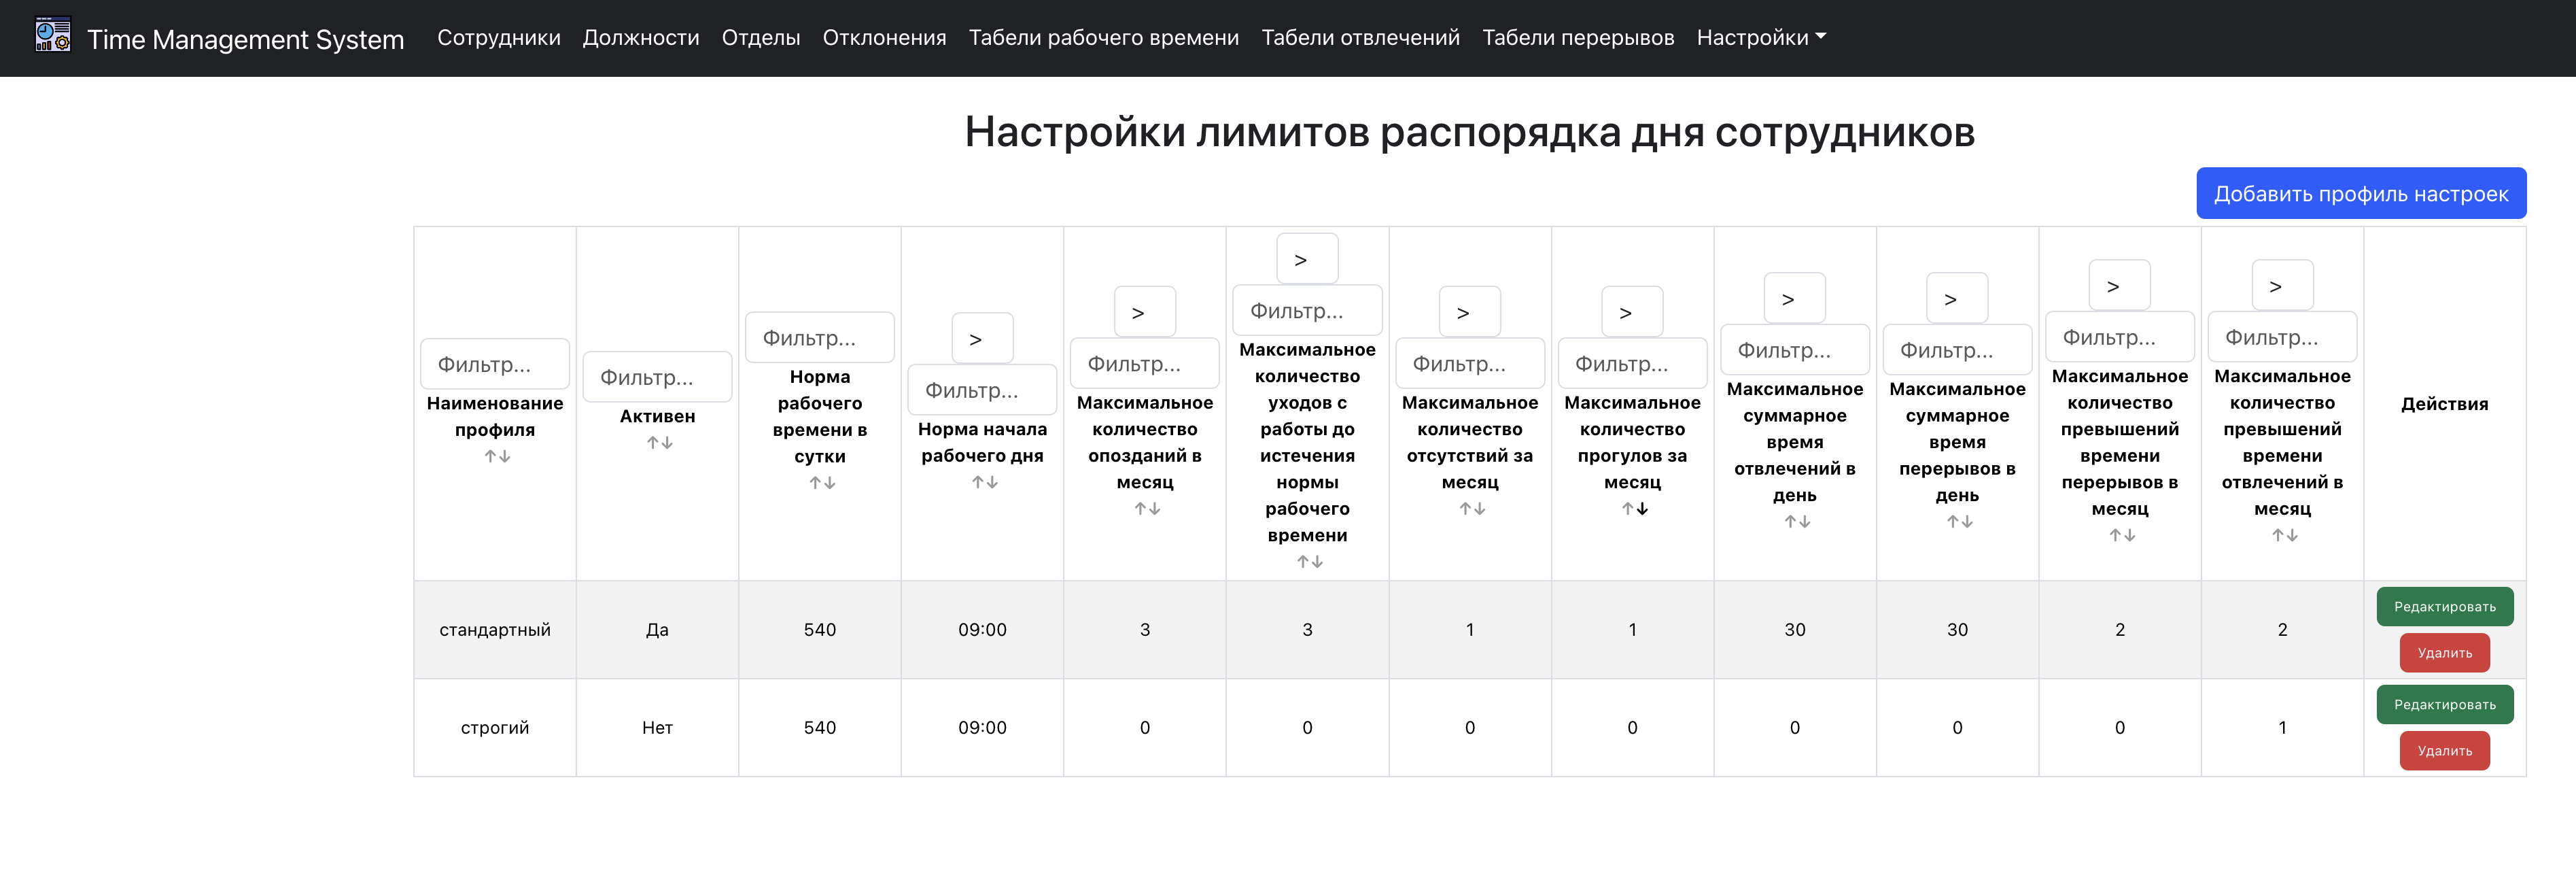 Time Management System Сотрудники Должности Отделы Отклонения Табели рабочего времени Табели отвлечений Табели перерывов Настройки
Настройки лимитов распорядка дня сотрудников
Добавить профиль настроек
Фильтр...
Наименование
профиля
↑↓
Фильтр...
Активен
↑↓
Фильтр...
Норма
рабочего
времени в
сутки
↑↓
>
Фильтр...
Норма начала
рабочего дня
↑↓
>
Фильтр...
Максимальное
количество
опозданий в
месяц
↑↓
>
Фильтр...
Максимальное
количество
уходов с
работы до
истечения
нормы
рабочего
времени
↑↓
>
Фильтр...
Максимальное
количество
отсутствий за
месяц
↑↓
>
Фильтр...
Максимальное
количество
прогулов за
месяц
↑↓
>
Фильтр...
Максимальное
суммарное
время
отвлечений в
день
↑↓
>
Фильтр...
Максимальное
суммарное
время
перерывов в
день
↑↓
>
Фильтр...
Максимальное
количество
превышений
времени
перерывов в
месяц
↑↓
>
Фильтр...
Максимальное
количество
превышений
времени
отвлечений в
месяц
↑↓
Действия
стандартный Да 540 09:00 3 3 1 1 30 30 2 2
Редактировать
Удалить
строгий Нет 540 09:00 0 0 0 0 0 0 0 1
Редактировать
Удалить